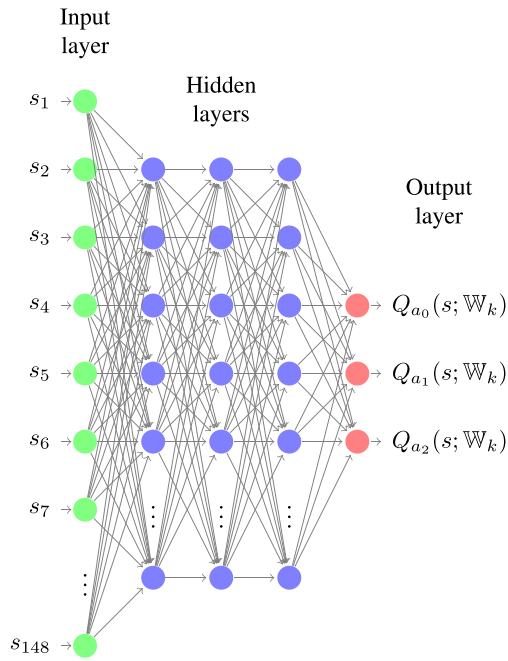 Input
layer
Hidden
layers
Output
layer
s₁
s₂
s₃
s₄
s₅
s₆
s₇
⋮
s₁₄₈
⋮ ⋮ ⋮
Qₐ₀(s; 𝕎ₖ)
Qₐ₁(s; 𝕎ₖ)
Qₐ₂(s; 𝕎ₖ)